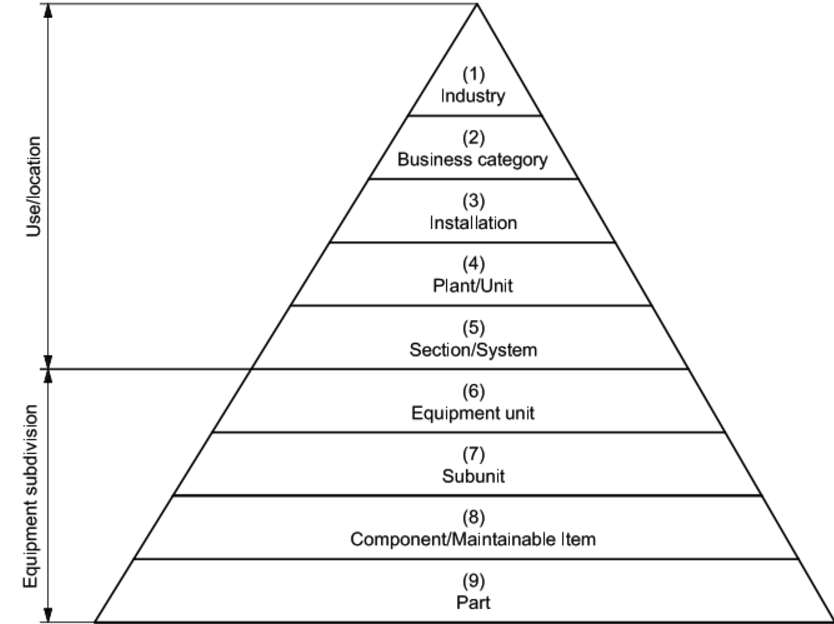 (1)
Industry
(2)
Business category
(3)
Installation
(4)
Plant/Unit
(5)
Section/System
(6)
Equipment unit
(7)
Subunit
(8)
Component/Maintainable Item
(9)
Part
Use/location
Equipment subdivision